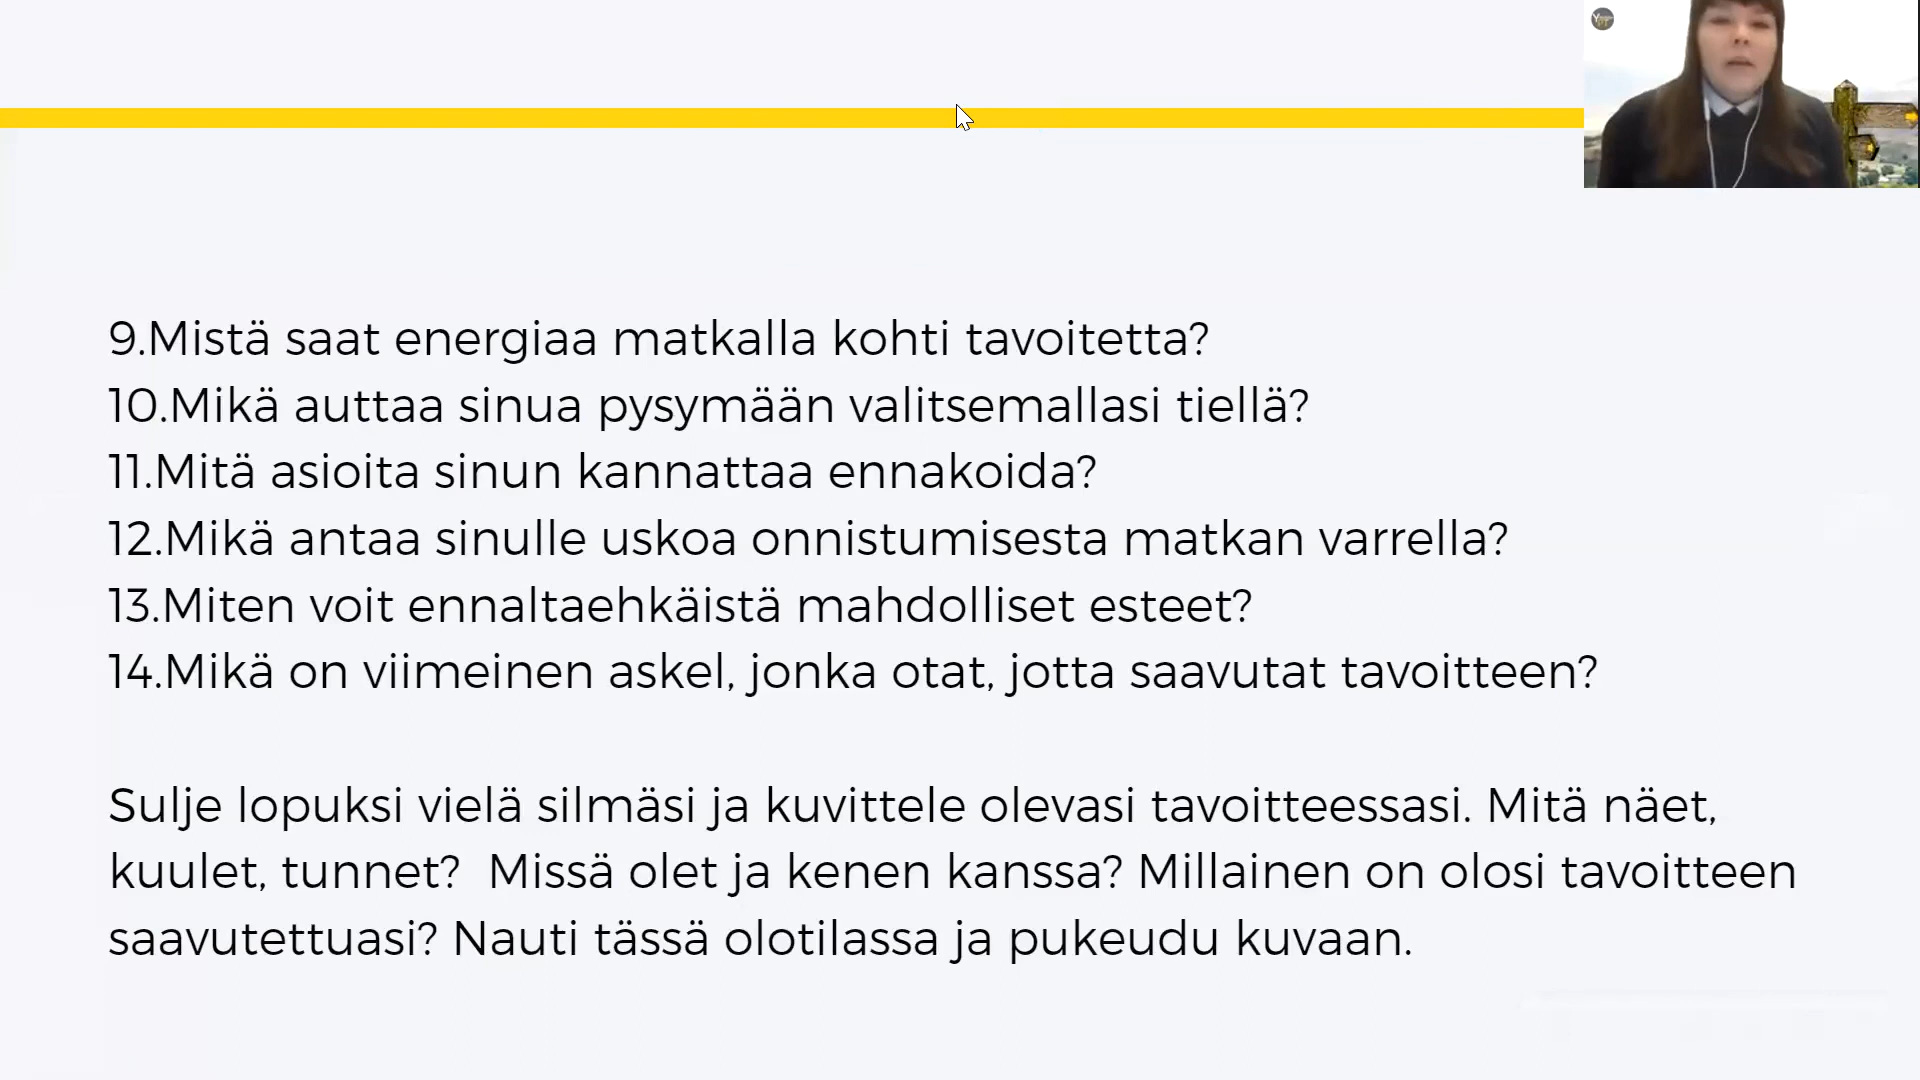 9.Mistä saat energiaa matkalla kohti tavoitetta?
10.Mikä auttaa sinua pysymään valitsemallasi tiellä?
11.Mitä asioita sinun kannattaa ennakoida?
12.Mikä antaa sinulle uskoa onnistumisesta matkan varrella?
13.Miten voit ennaltaehkäistä mahdolliset esteet?
14.Mikä on viimeinen askel, jonka otat, jotta saavutat tavoitteen?
Sulje lopuksi vielä silmäsi ja kuvittele olevasi tavoitteessasi. Mitä näet,
kuulet, tunnet?  Missä olet ja kenen kanssa? Millainen on olosi tavoitteen
saavutettuasi? Nauti tässä olotilassa ja pukeudu kuvaan.